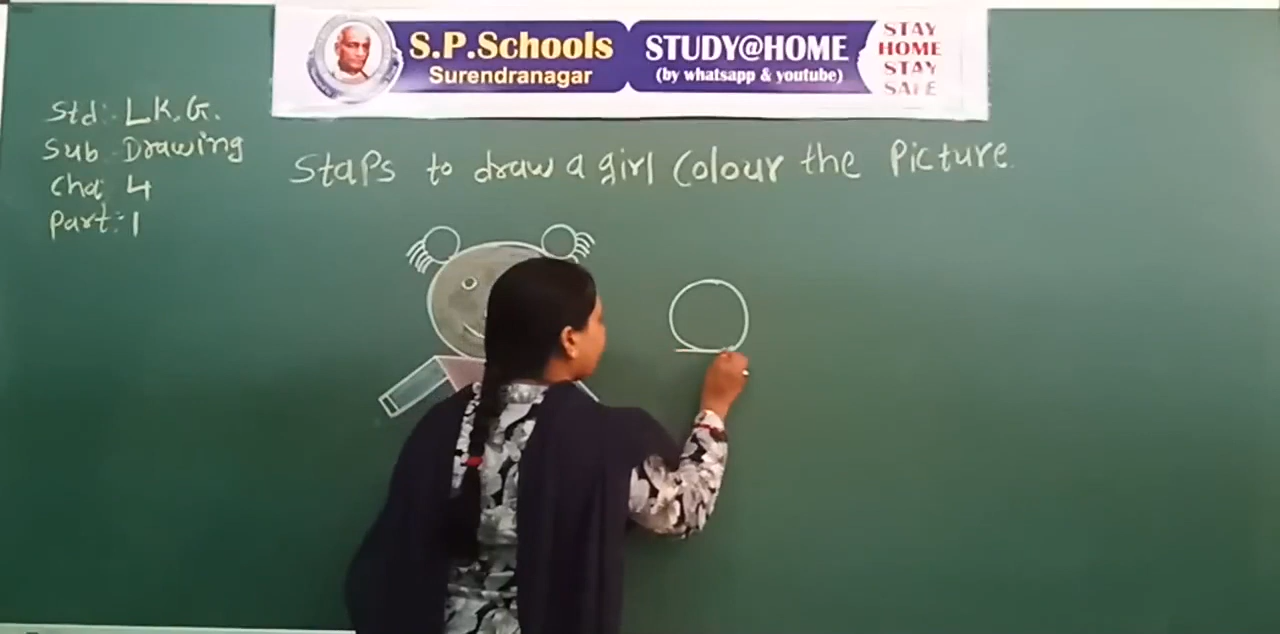 S.P.Schools
Surendranagar
STUDY@HOME
(by whatsapp & youtube)
STAY
HOME
STAY
SAFE
Std: L.K.G.
Sub Drawing
Cha: 4
Part:-1
Staps to draw a girl Colour the Picture.